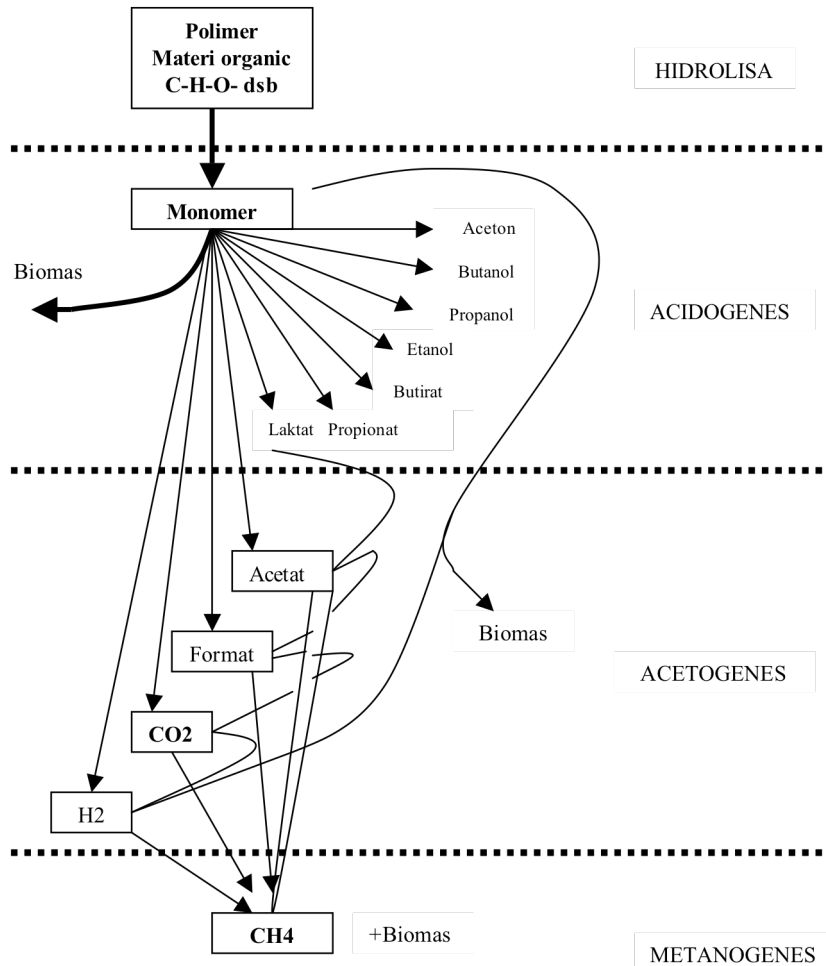 Polimer
Materi organic
C-H-O- dsb
HIDROLISA
Monomer
Aceton
Biomas
Butanol
Propanol
ACIDOGENES
Etanol
Butirat
Laktat Propionat
Acetat
Biomas
Format
ACETOGENES
CO2
H2
CH4
+Biomas
METANOGENES